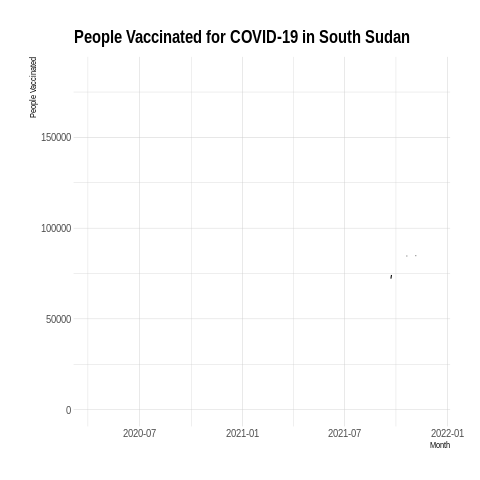 People Vaccinated for COVID-19 in South Sudan
People Vaccinated
150000
100000
50000
0
2020-07 2021-01 2021-07 2022-01
Month